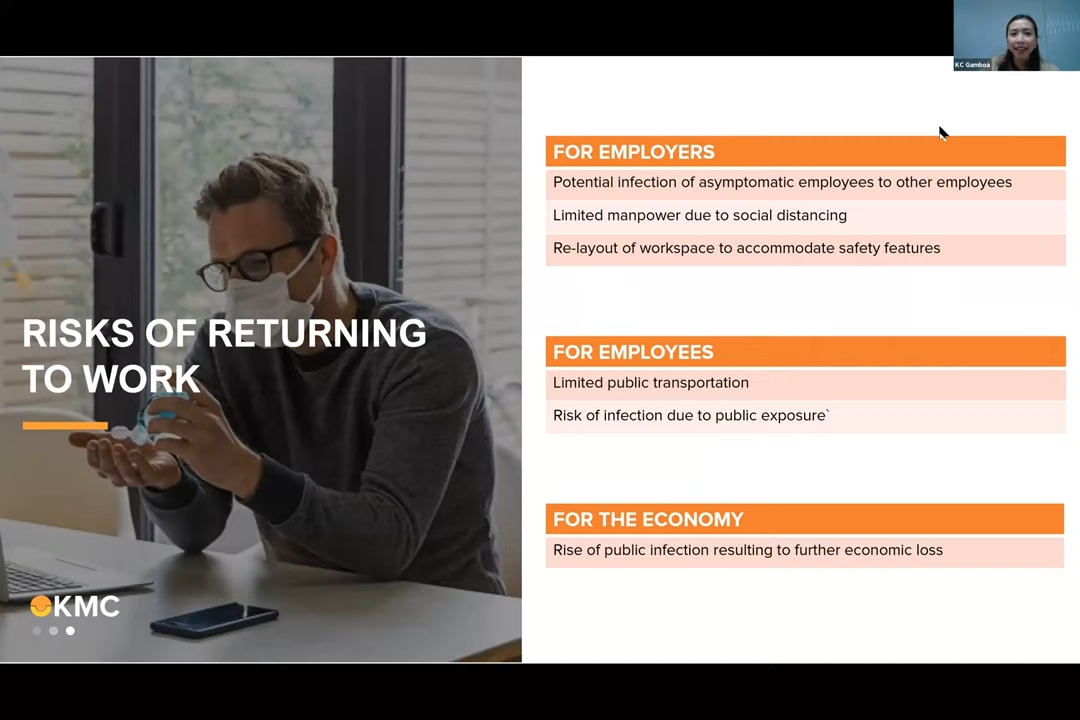 KC Gamboa
RISKS OF RETURNING
TO WORK
KMC
FOR EMPLOYERS
Potential infection of asymptomatic employees to other employees
Limited manpower due to social distancing
Re-layout of workspace to accommodate safety features
FOR EMPLOYEES
Limited public transportation
Risk of infection due to public exposure`
FOR THE ECONOMY
Rise of public infection resulting to further economic loss